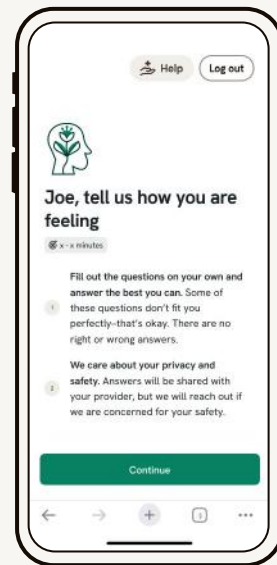 Help
Log out
Joe, tell us how you are
feeling
x - x minutes
Fill out the questions on your own and
answer the best you can. Some of
1 these questions don't fit you
perfectly–that's okay. There are no
right or wrong answers.
We care about your privacy and
2 safety. Answers will be shared with
your provider, but we will reach out if
we are concerned for your safety.
Continue